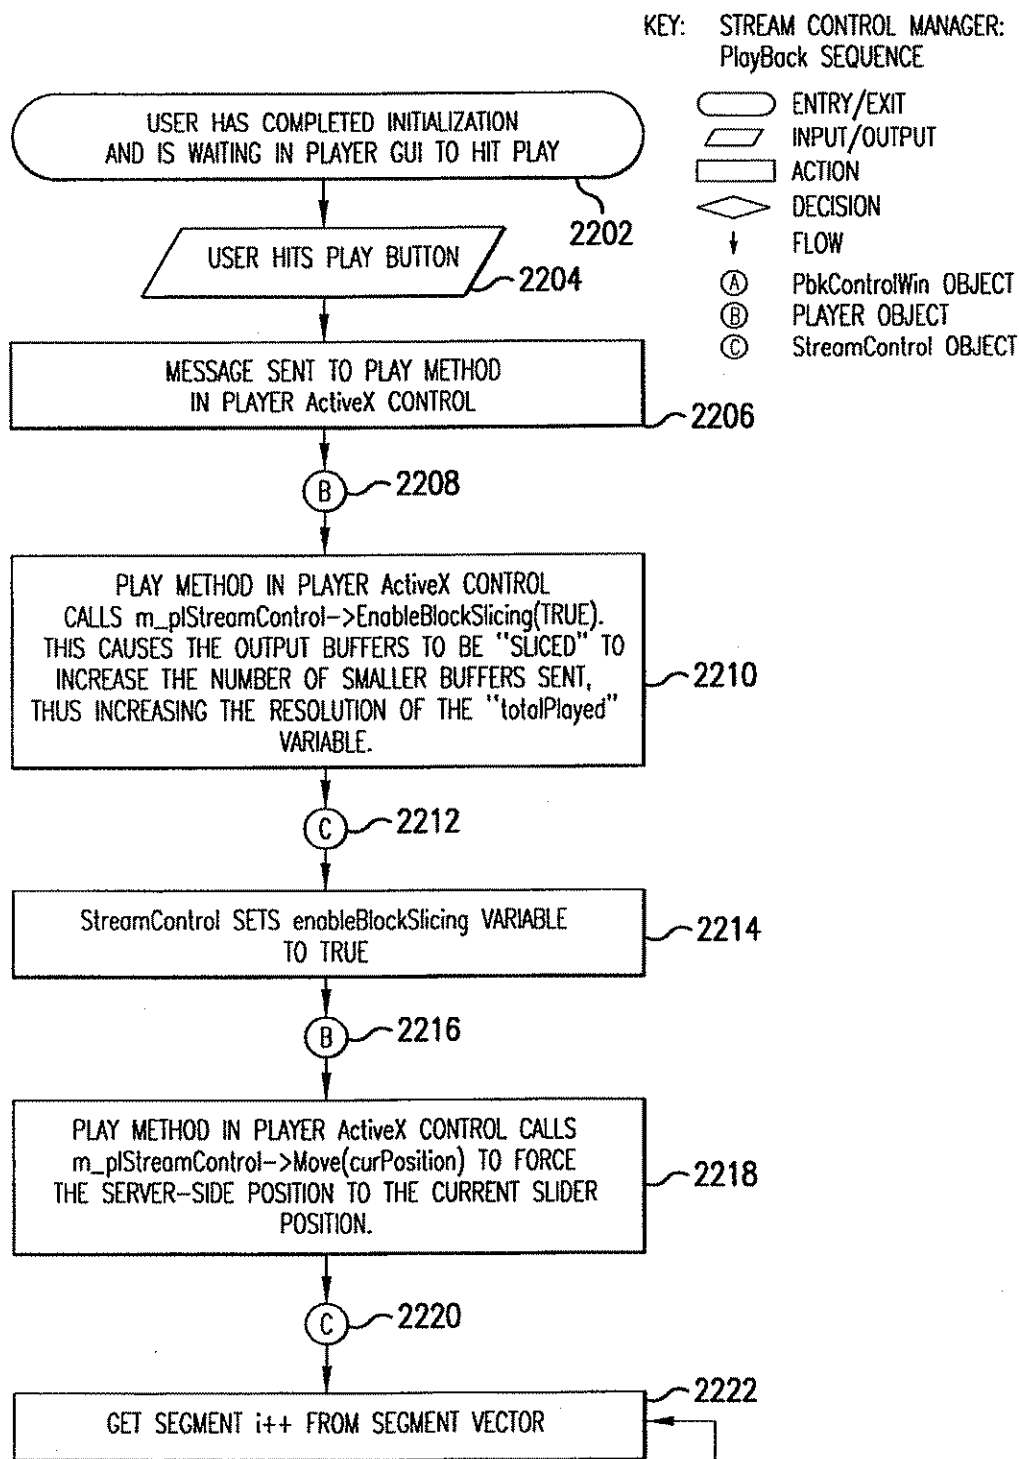 KEY: STREAM CONTROL MANAGER:
PlayBack SEQUENCE
ENTRY/EXIT
INPUT/OUTPUT
ACTION
DECISION
FLOW
A PbkControlWin OBJECT
B PLAYER OBJECT
C StreamControl OBJECT
USER HAS COMPLETED INITIALIZATION
AND IS WAITING IN PLAYER GUI TO HIT PLAY
2202
USER HITS PLAY BUTTON
2204
MESSAGE SENT TO PLAY METHOD
IN PLAYER ActiveX CONTROL
2206
B 2208
PLAY METHOD IN PLAYER ActiveX CONTROL
CALLS m_plStreamControl->EnableBlockSlicing(TRUE).
THIS CAUSES THE OUTPUT BUFFERS TO BE "SLICED" TO
INCREASE THE NUMBER OF SMALLER BUFFERS SENT,
THUS INCREASING THE RESOLUTION OF THE "totalPlayed"
VARIABLE.
2210
C 2212
StreamControl SETS enableBlockSlicing VARIABLE
TO TRUE
2214
B 2216
PLAY METHOD IN PLAYER ActiveX CONTROL CALLS
m_plStreamControl->Move(curPosition) TO FORCE
THE SERVER-SIDE POSITION TO THE CURRENT SLIDER
POSITION.
2218
C 2220
2222
GET SEGMENT i++ FROM SEGMENT VECTOR